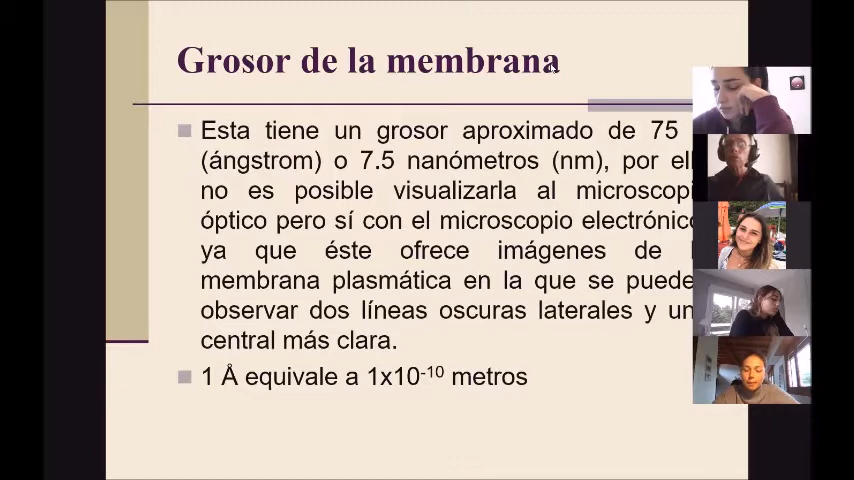 Grosor de la membrana
Esta tiene un grosor aproximado de 75
(ángstrom) o 7.5 nanómetros (nm), por
no es posible visualizarla al
óptico pero sí con el microscopio
ya que éste ofrece imágenes de
membrana plasmática en la que se
observar dos líneas oscuras laterales y
central más clara.
1 Å equivale a 1x10⁻¹⁰ metros